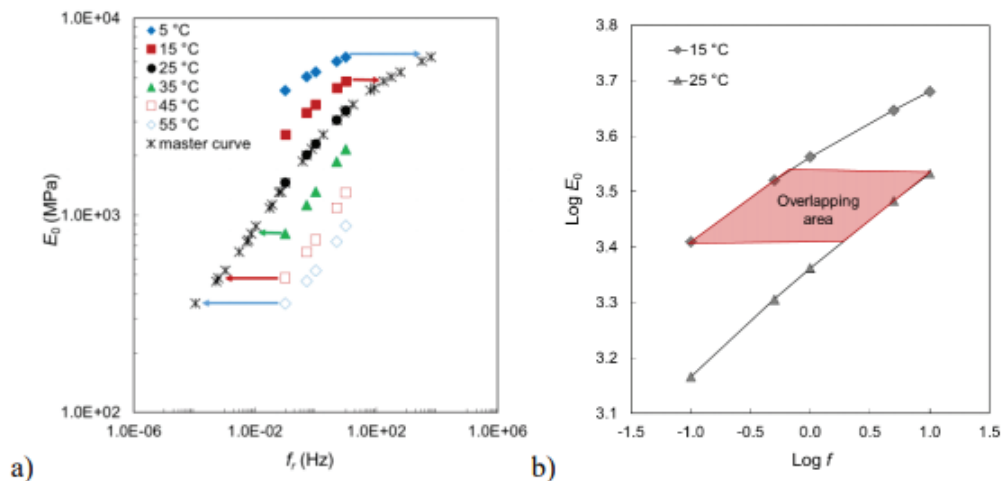 1.0E+04
5 °C
15 °C
25 °C
35 °C
45 °C
55 °C
master curve
E0 (MPa)
1.0E+03
1.0E+02
1.0E-06
1.0E-02
1.0E+02
1.0E+06
fr (Hz)
a)
3.8
15 °C
25 °C
3.7
3.6
Log E0
3.5
Overlapping
area
3.4
3.3
3.2
3.1
-1.5
-1.0
-0.5
0.0
0.5
1.0
1.5
Log f
b)